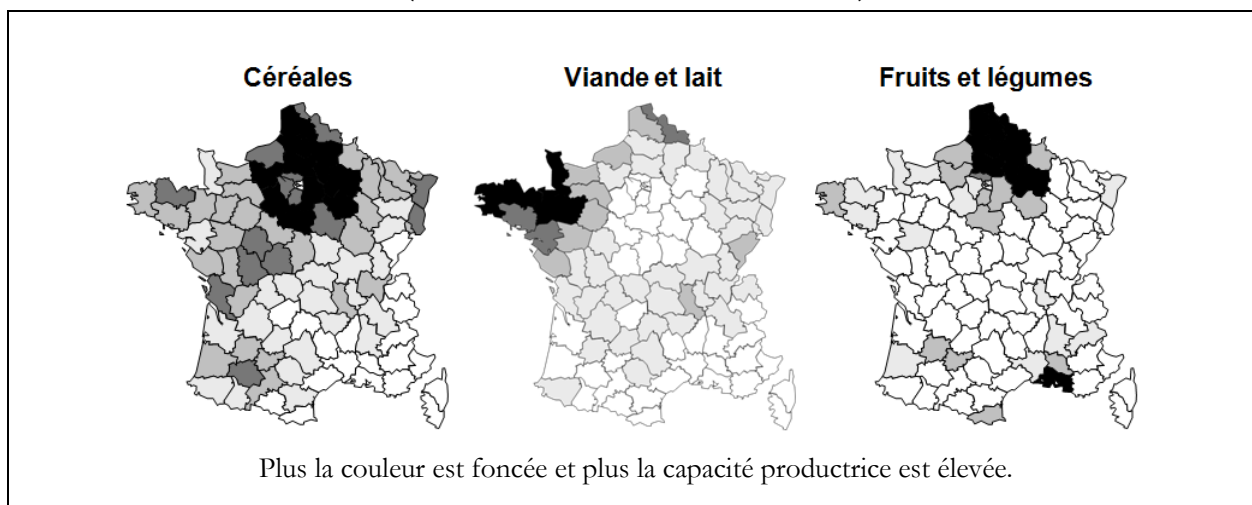 Céréales
Viande et lait
Fruits et légumes
Plus la couleur est foncée et plus la capacité productrice est élevée.